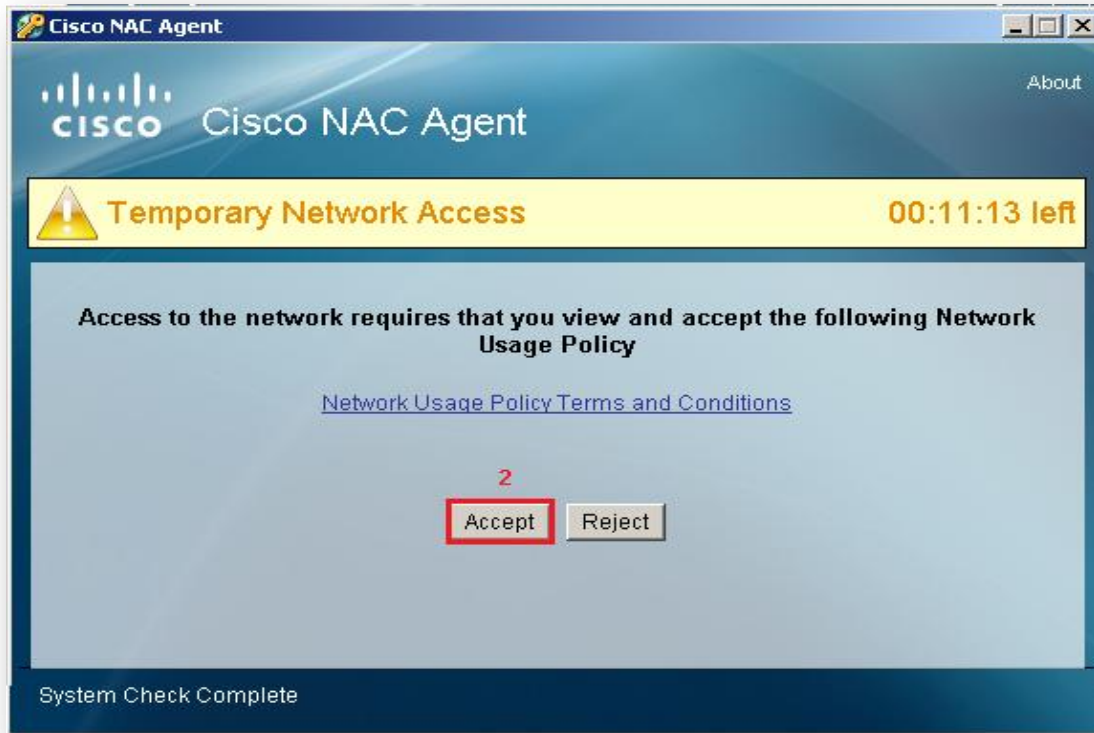 Cisco NAC Agent
About
CISCO
Cisco NAC Agent
Temporary Network Access
00:11:13 left
Access to the network requires that you view and accept the following Network
Usage Policy
Network Usage Policy Terms and Conditions
2
Accept Reject
System Check Complete